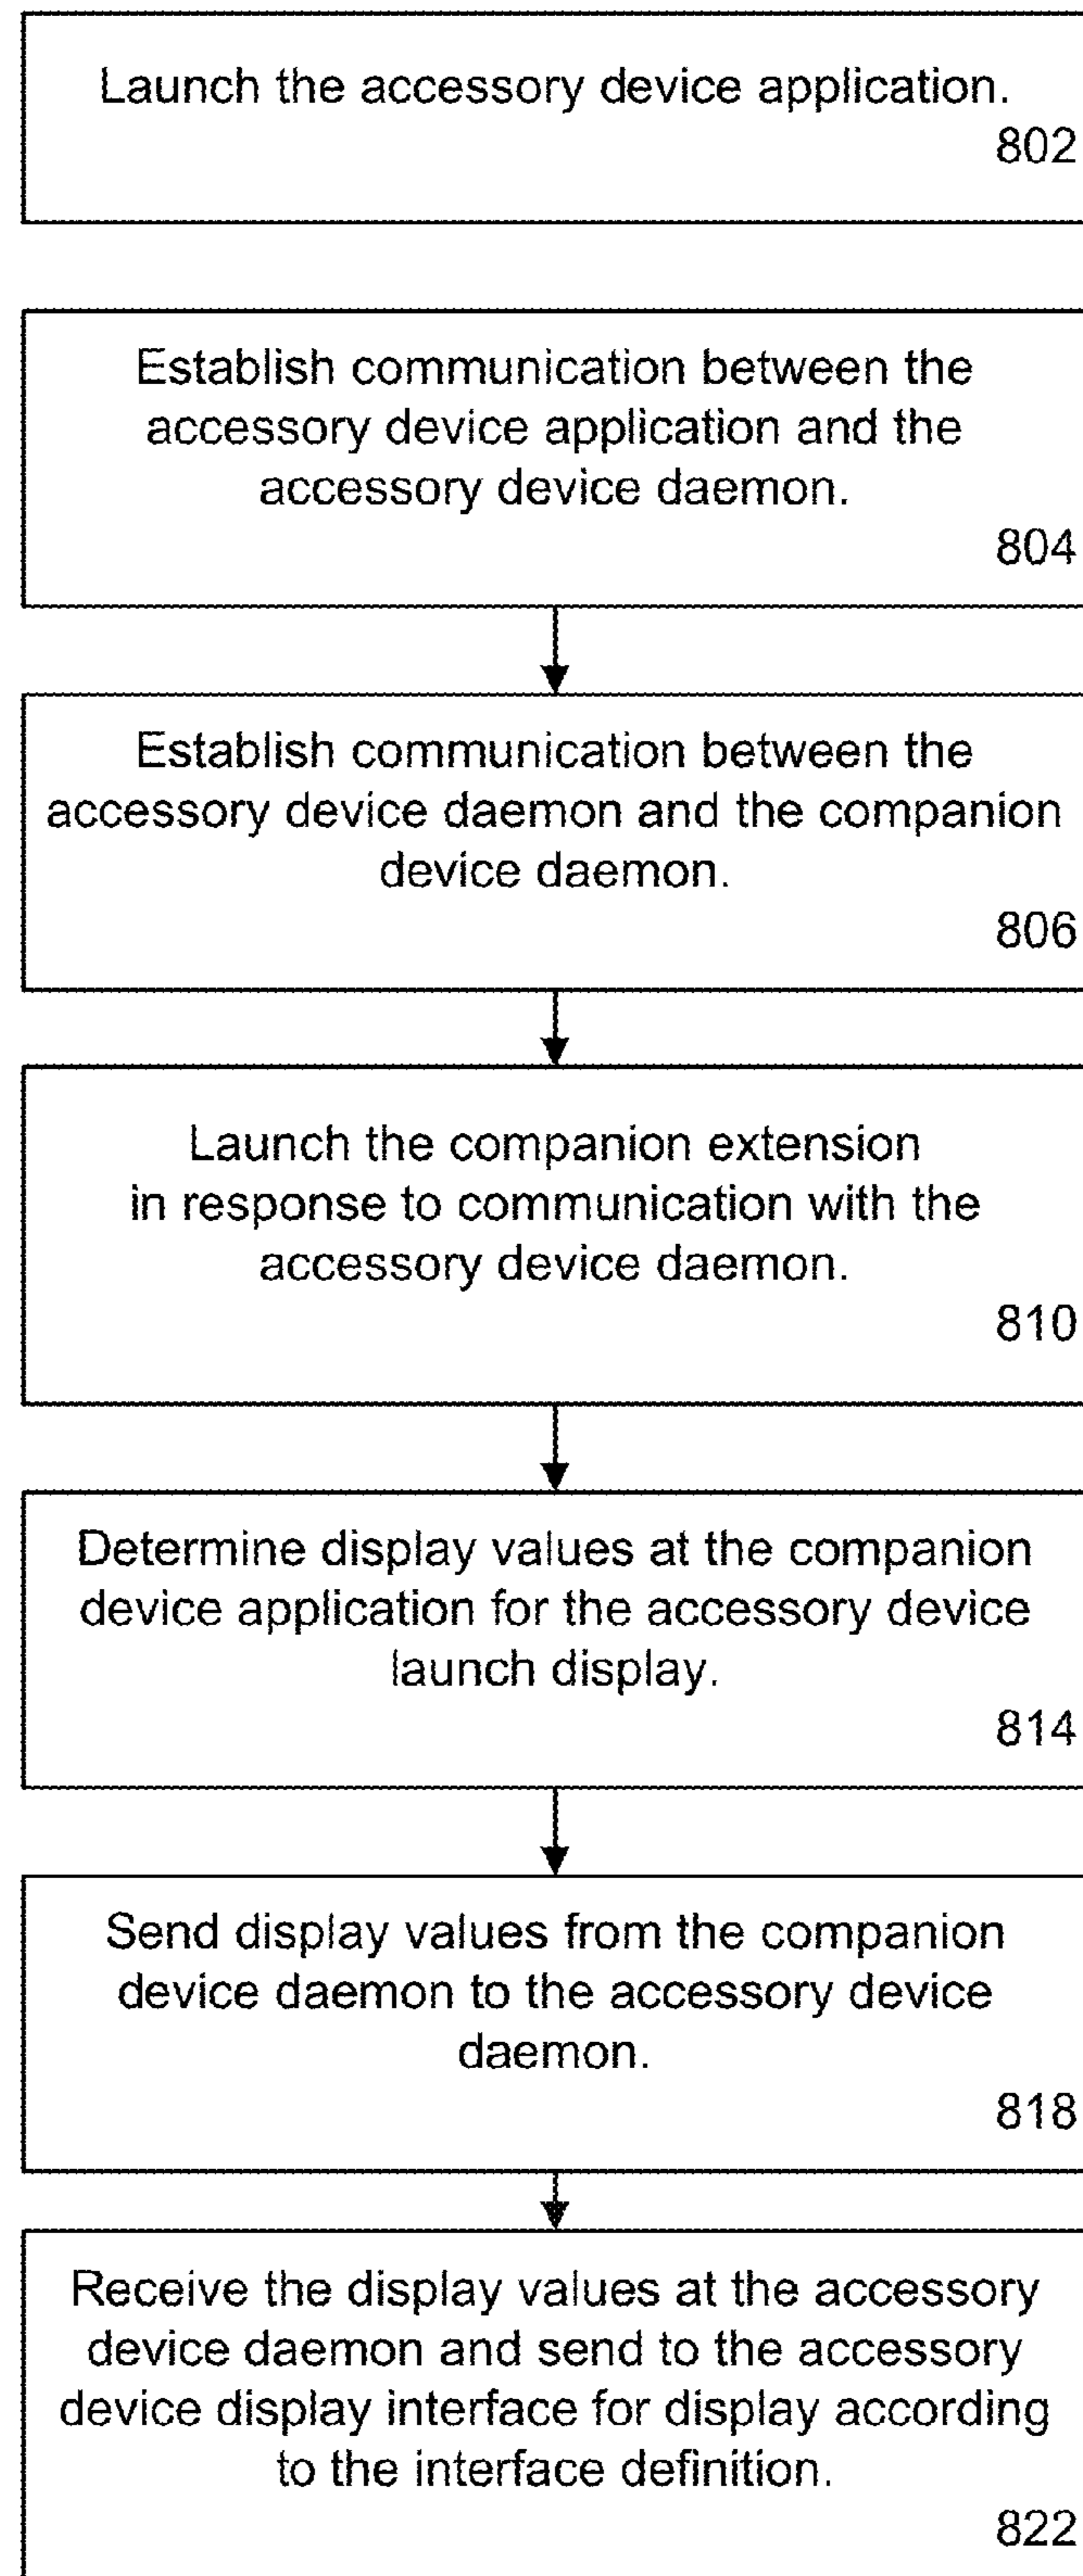 Launch the accessory device application.
802
Establish communication between the
accessory device application and the
accessory device daemon.
804
Establish communication between the
accessory device daemon and the companion
device daemon.
806
Launch the companion extension
in response to communication with the
accessory device daemon.
810
Determine display values at the companion
device application for the accessory device
launch display.
814
Send display values from the companion
device daemon to the accessory device
daemon.
818
Receive the display values at the accessory
device daemon and send to the accessory
device display interface for display according
to the interface definition.
822